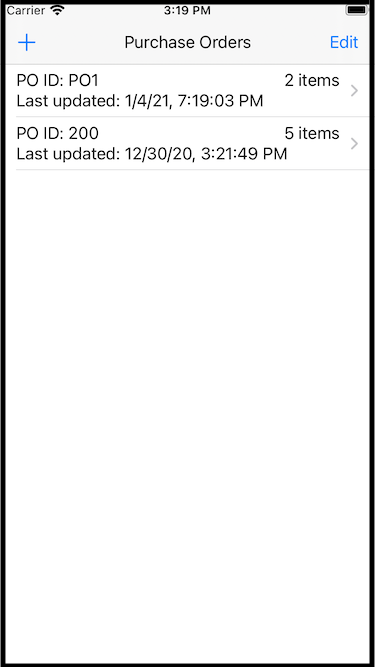 Carrier 3:19 PM
+ Purchase Orders Edit
PO ID: PO1 2 items
Last updated: 1/4/21, 7:19:03 PM
PO ID: 200 5 items
Last updated: 12/30/20, 3:21:49 PM